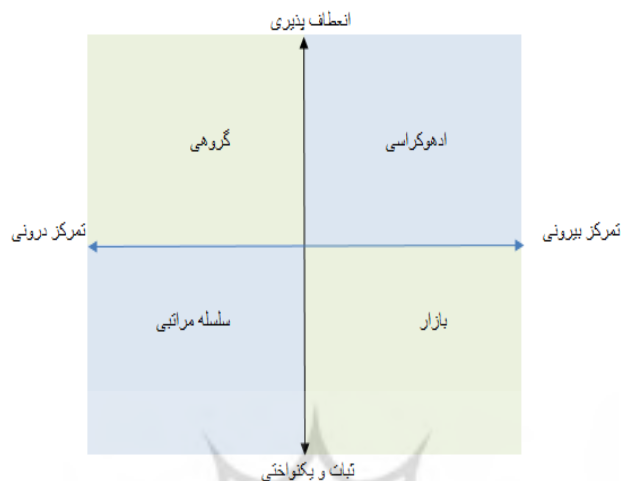 انعطاف پذیری
گروهی
ادهوکراسی
تمرکز درونی
تمرکز بیرونی
سلسله مراتبی
بازار
ثبات و یکنواختی